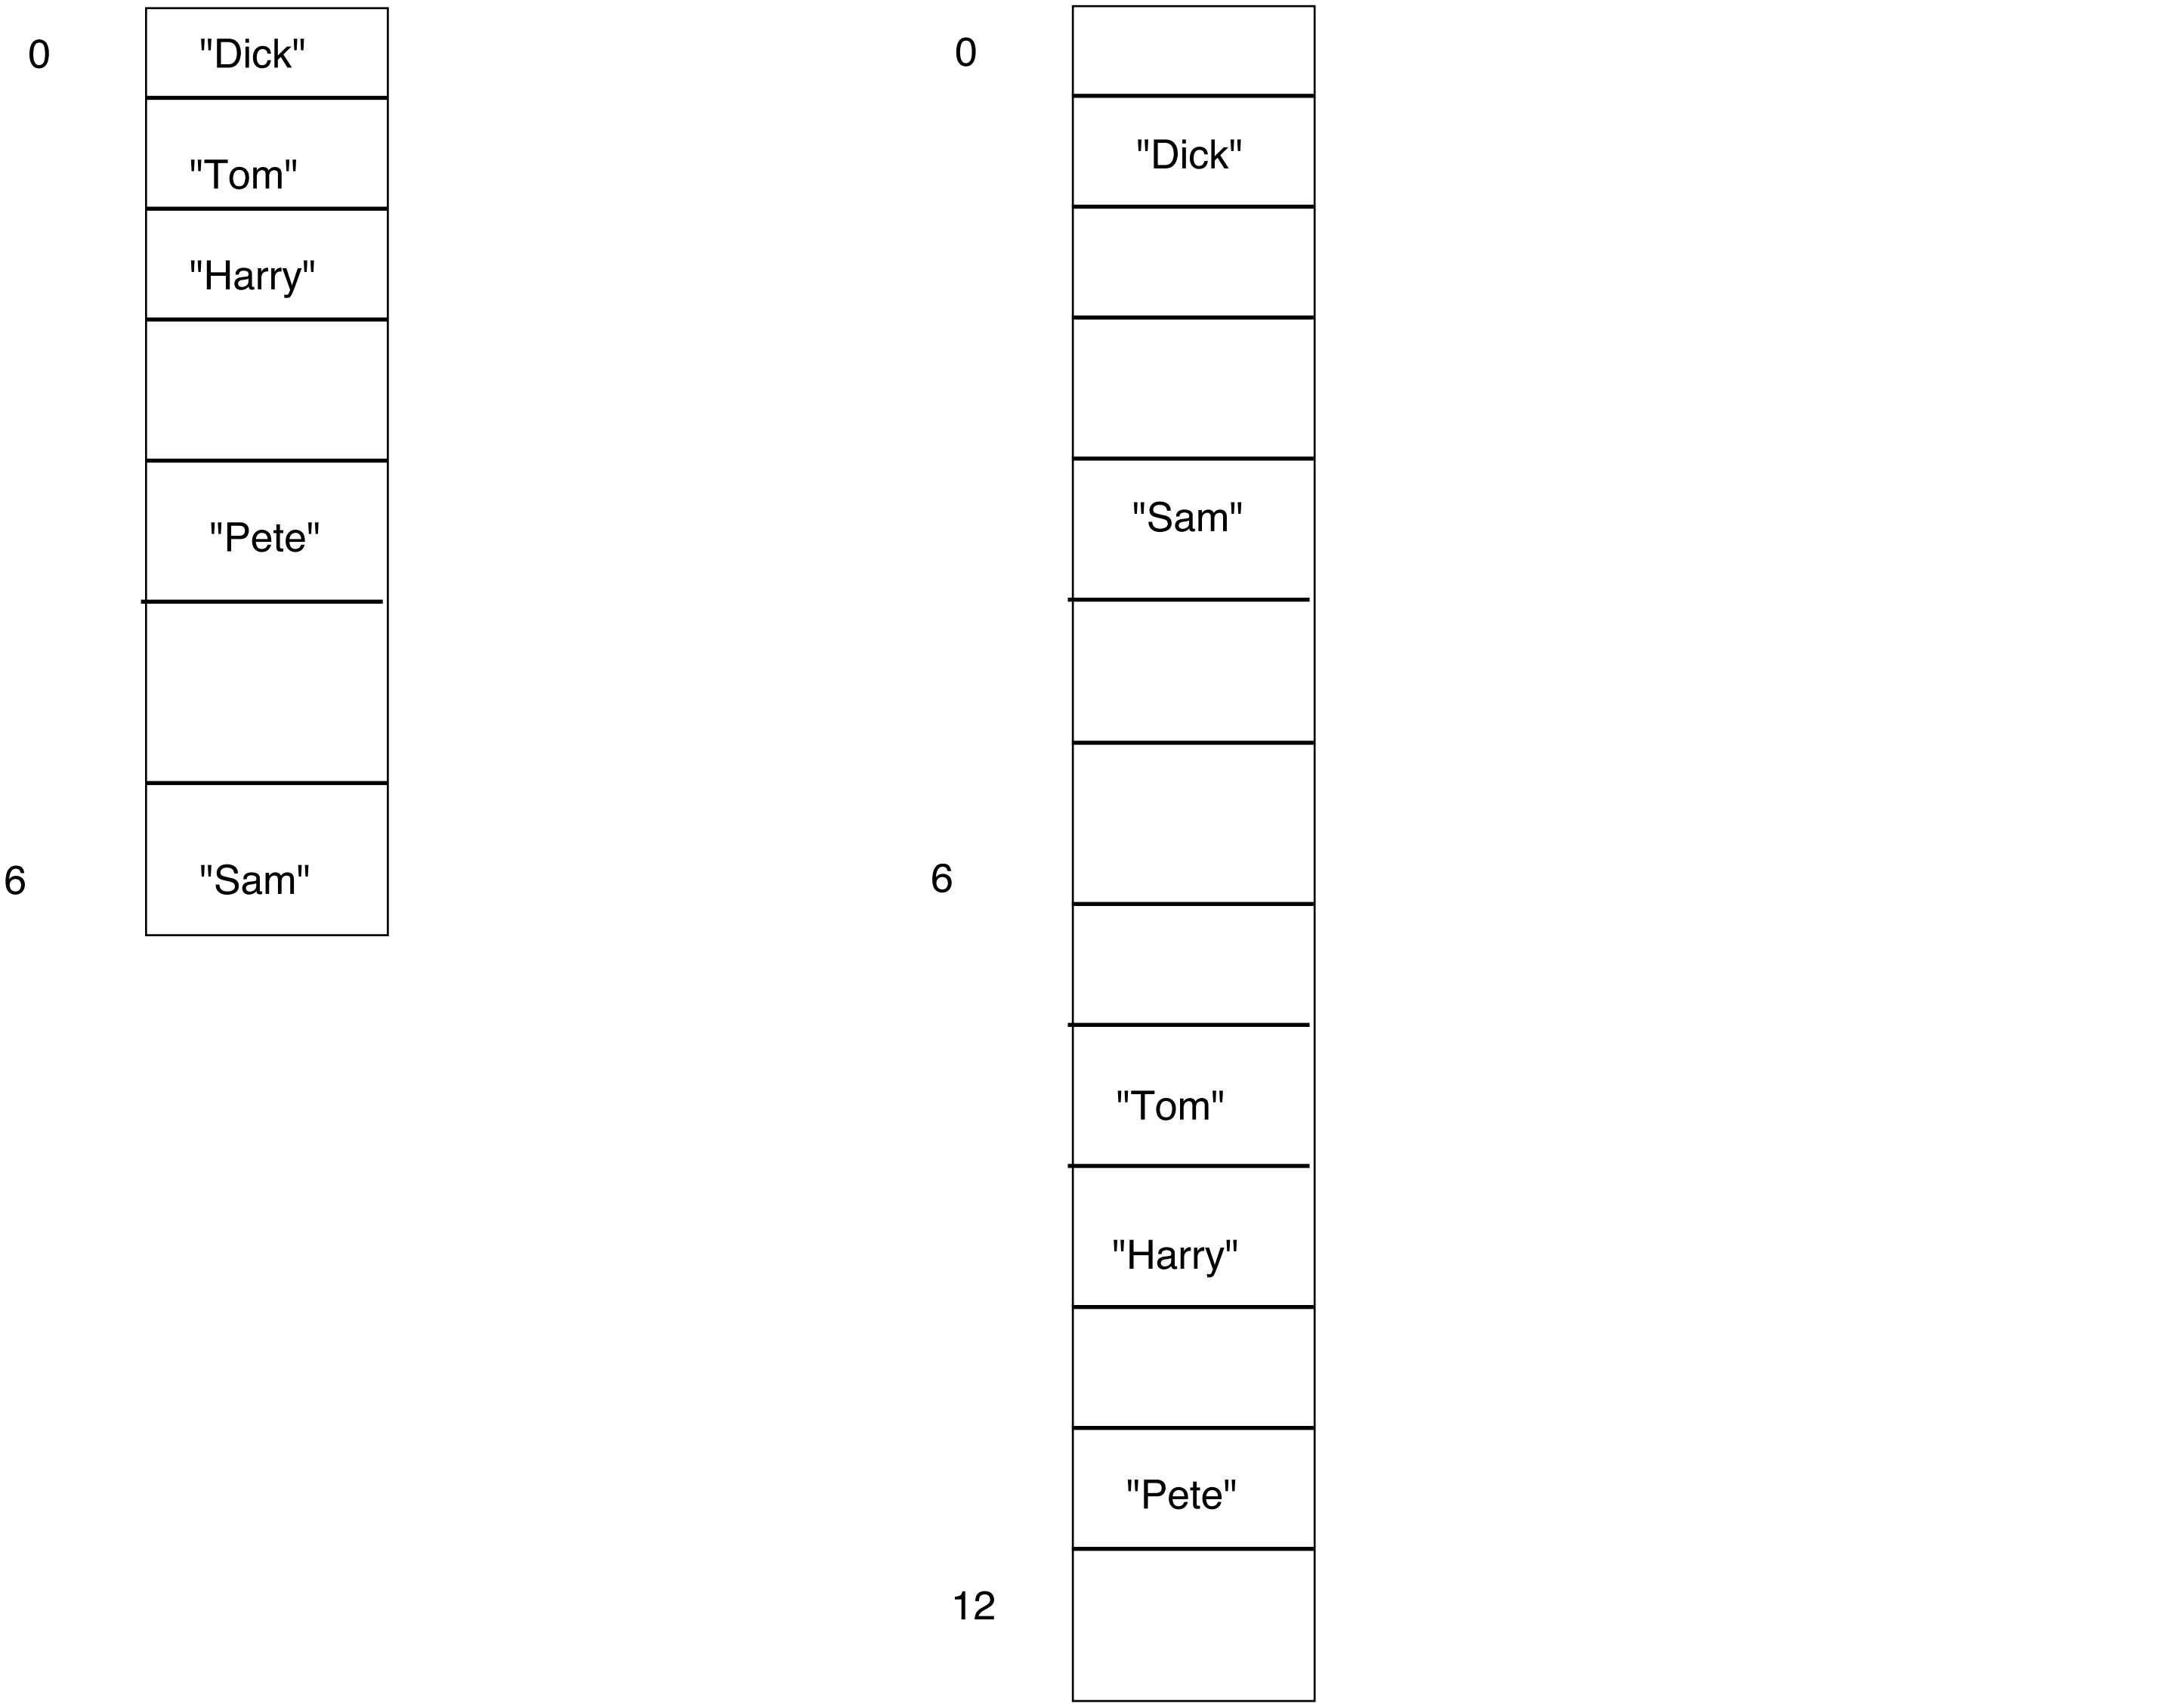 0 "Dick"
"Tom"
"Harry"
"Pete"
6 "Sam"
0
"Dick"
"Sam"
6
"Tom"
"Harry"
"Pete"
12